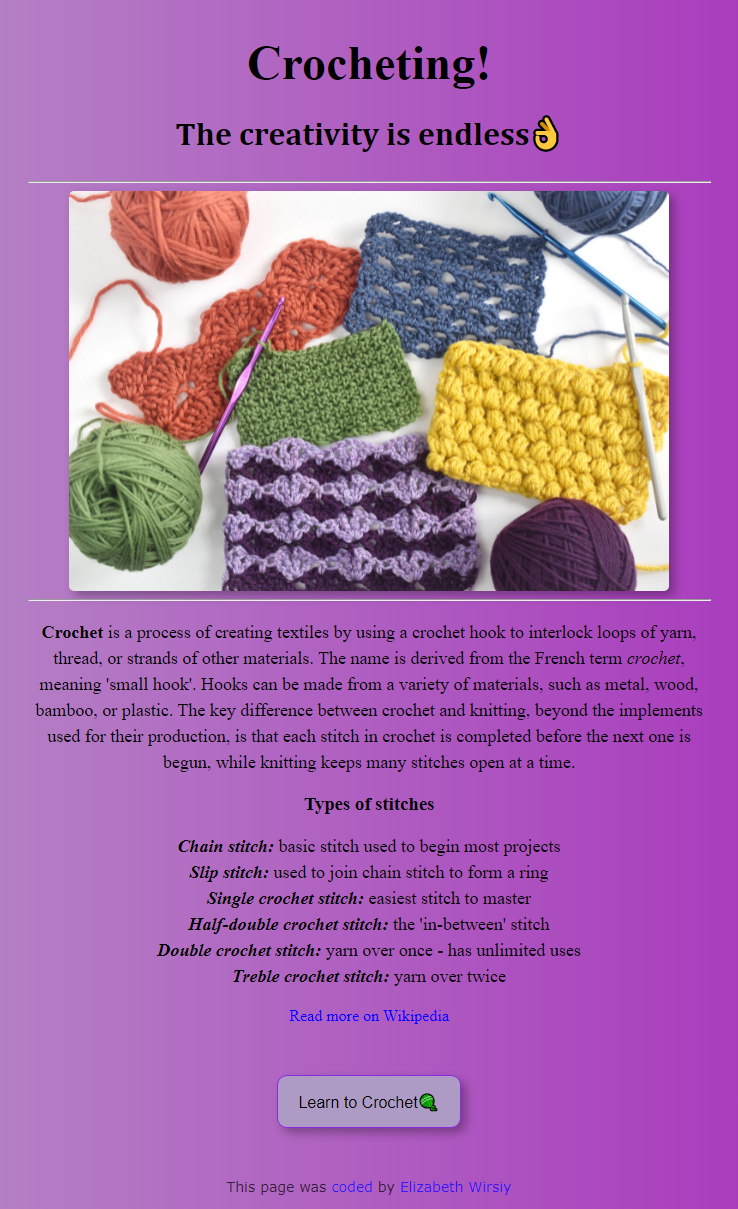 Crocheting!
The creativity is endless👌
Crochet is a process of creating textiles by using a crochet hook to interlock loops of yarn,
thread, or strands of other materials. The name is derived from the French term crochet,
meaning 'small hook'. Hooks can be made from a variety of materials, such as metal, wood,
bamboo, or plastic. The key difference between crochet and knitting, beyond the implements
used for their production, is that each stitch in crochet is completed before the next one is
begun, while knitting keeps many stitches open at a time.
Types of stitches
Chain stitch: basic stitch used to begin most projects
Slip stitch: used to join chain stitch to form a ring
Single crochet stitch: easiest stitch to master
Half-double crochet stitch: the 'in-between' stitch
Double crochet stitch: yarn over once - has unlimited uses
Treble crochet stitch: yarn over twice
Read more on Wikipedia
Learn to Crochet🧶
This page was coded by Elizabeth Wirsiy